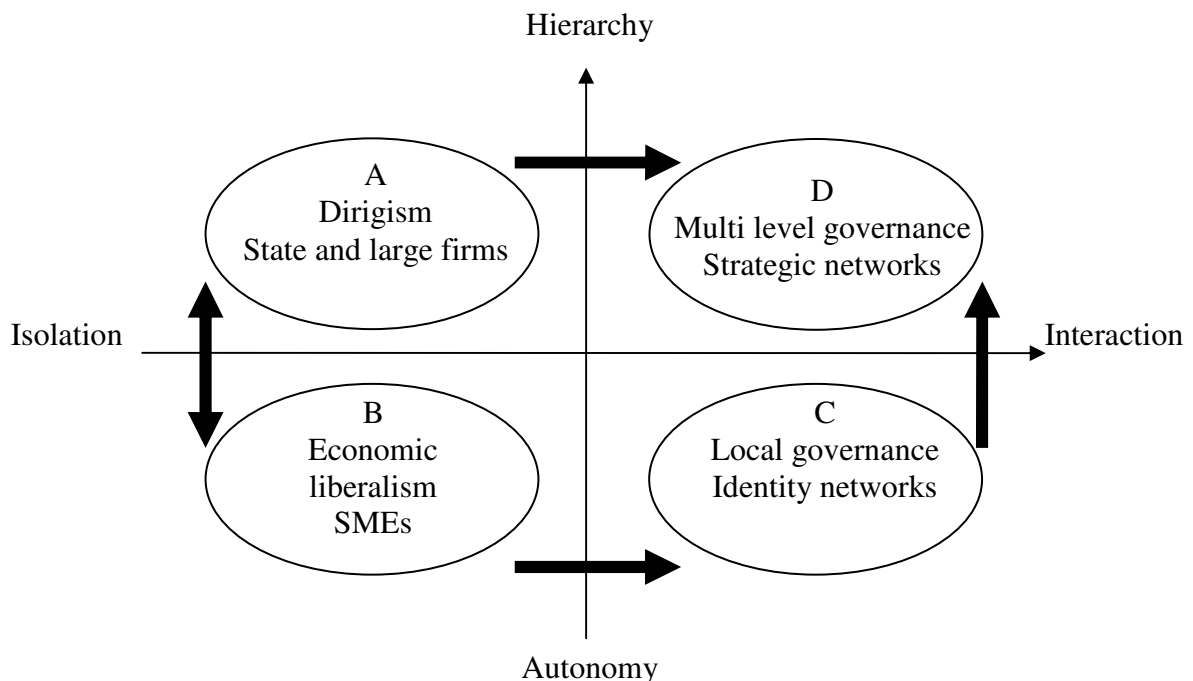 Hierarchy
A
Dirigism
State and large firms
D
Multi level governance
Strategic networks
Isolation
Interaction
B
Economic
liberalism
SMEs
C
Local governance
Identity networks
Autonomy